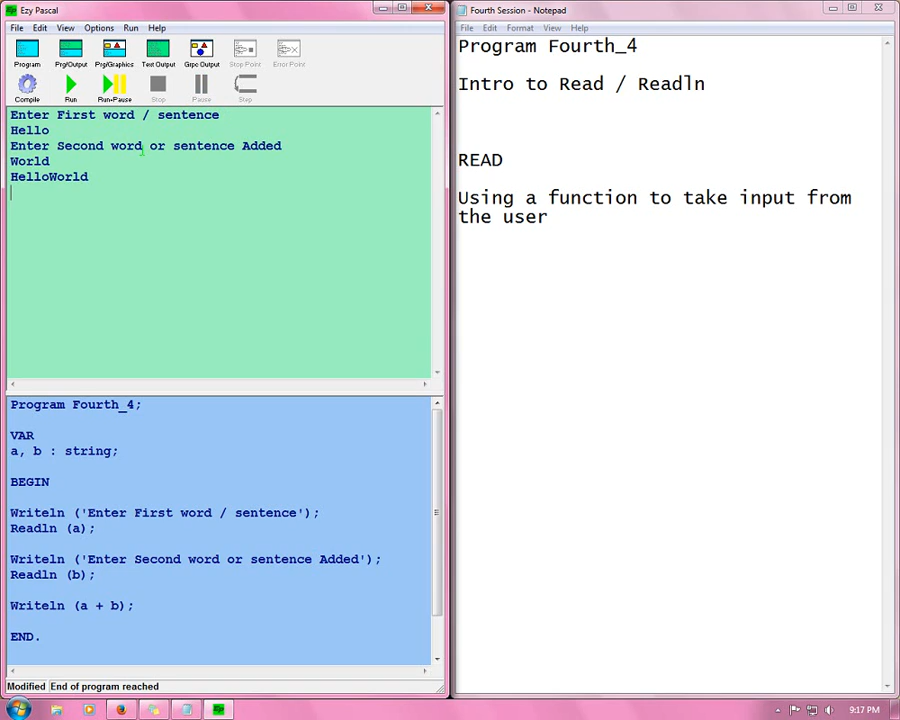 Ezy Pascal
File Edit View Options Run Help
Program Prg/Output Prg/Graphics Text Output Gipc Output Stop Point Error Point
Compile Run Run+Pause Stop Pause Step
Enter First word / sentence
Hello
Enter Second word or sentence Added
World
HelloWorld
Program Fourth_4;
VAR
a, b : string;
BEGIN
Writeln ('Enter First word / sentence');
Readln (a);
Writeln ('Enter Second word or sentence Added');
Readln (b);
Writeln (a + b);
END.
Modified End of program reached
Fourth Session - Notepad
File Edit Format View Help
Program Fourth_4
Intro to Read / Readln
READ
Using a function to take input from
the user
9:17 PM